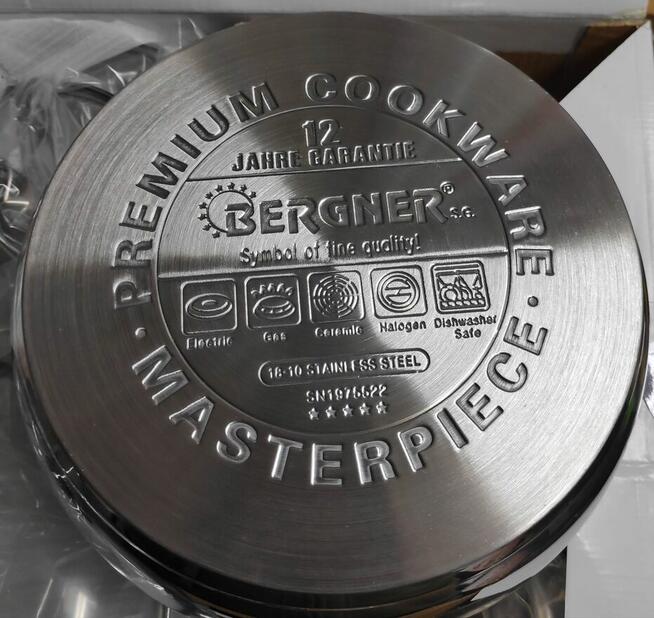 PREMIUM COOKWARE
12
JAHRE GARANTIE
BERGNER® s.e.
Symbol of fine quality!
Electric
Gas
Ceramic
Halogen
Dishwasher
Safe
18-10 STAINLESS STEEL
SN1975522
· MASTERPIECE ·